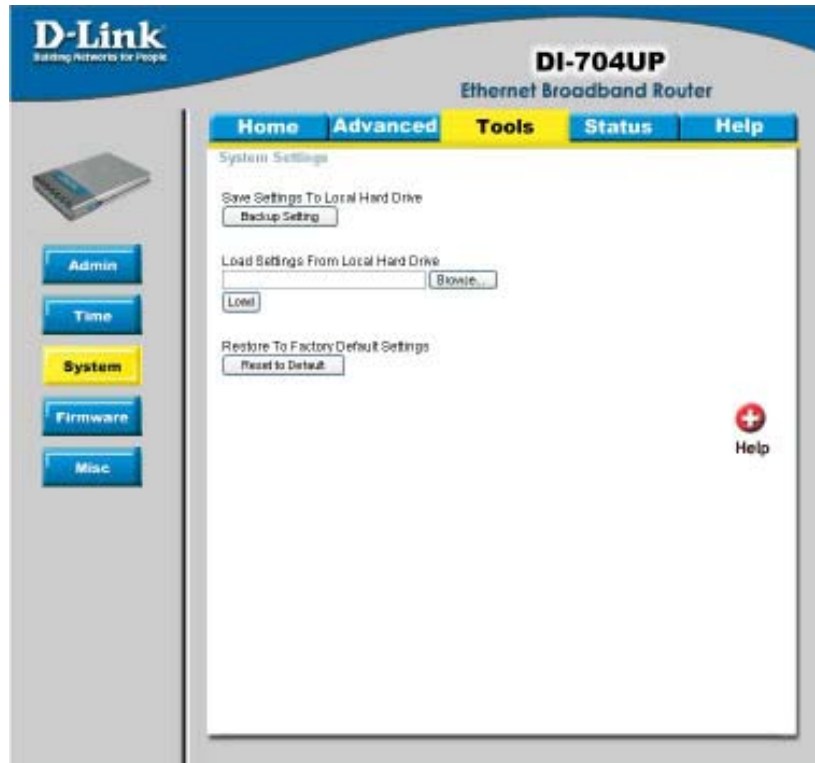 D-Link
Building Networks for People
DI-704UP
Ethernet Broadband Router
Home Advanced Tools Status Help
System Settings
Save Settings To Local Hard Drive
Backup Setting
Load Settings From Local Hard Drive
Browse...
Load
Restore To Factory Default Settings
Reset to Default
Admin
Time
System
Firmware
Misc
Help